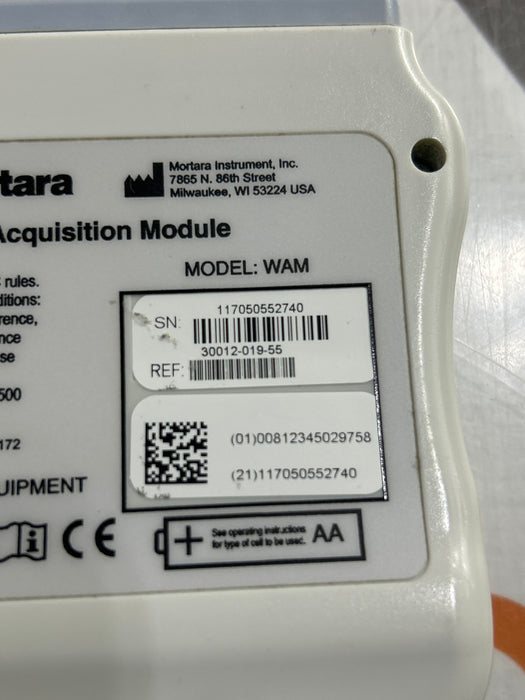 tara
Mortara Instrument, Inc.
7865 N. 86th Street
Milwaukee, WI 53224 USA
Acquisition Module
rules.
ditions:
rence,
nce
se
500
172
UIPMENT
MODEL: WAM
117050552740
SN:
30012-019-55
REF:
(01)00812345029758
(21)117050552740
i
CE
+ See operating instructions
for type of cell to be used.
AA